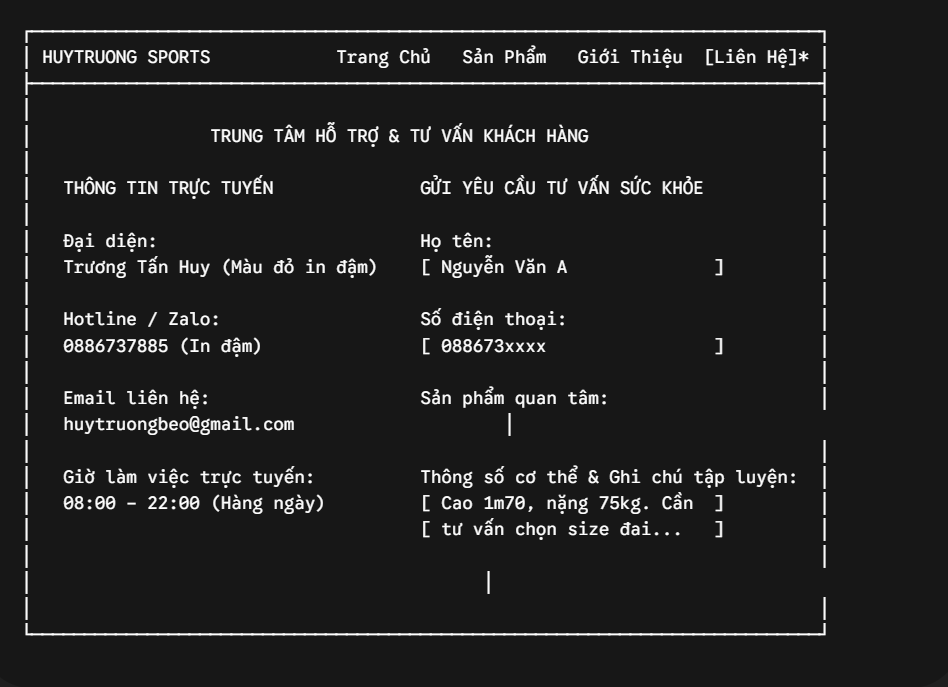 HUYTRUONG SPORTS Trang Chủ Sản Phẩm Giới Thiệu [Liên Hệ]*
TRUNG TÂM HỖ TRỢ & TƯ VẤN KHÁCH HÀNG
THÔNG TIN TRỰC TUYẾN GỬI YÊU CẦU TƯ VẤN SỨC KHỎE
Đại diện: Họ tên:
Trương Tấn Huy (Màu đỏ in đậm) [ Nguyễn Văn A ]
Hotline / Zalo: Số điện thoại:
0886737885 (In đậm) [ 088673xxxx ]
Email liên hệ: Sản phẩm quan tâm:
huytruongbeo@gmail.com
Giờ làm việc trực tuyến: Thông số cơ thể & Ghi chú tập luyện:
08:00 – 22:00 (Hàng ngày) [ Cao 1m70, nặng 75kg. Cần ]
[ tư vấn chọn size đai... ]